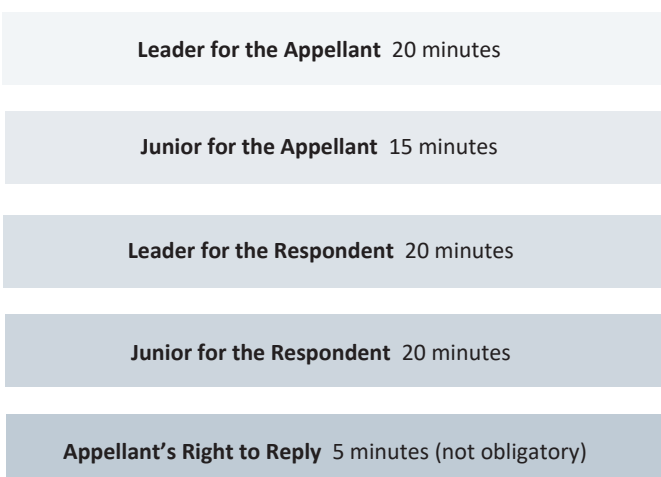 Leader for the Appellant 20 minutes
Junior for the Appellant 15 minutes
Leader for the Respondent 20 minutes
Junior for the Respondent 20 minutes
Appellant’s Right to Reply 5 minutes (not obligatory)